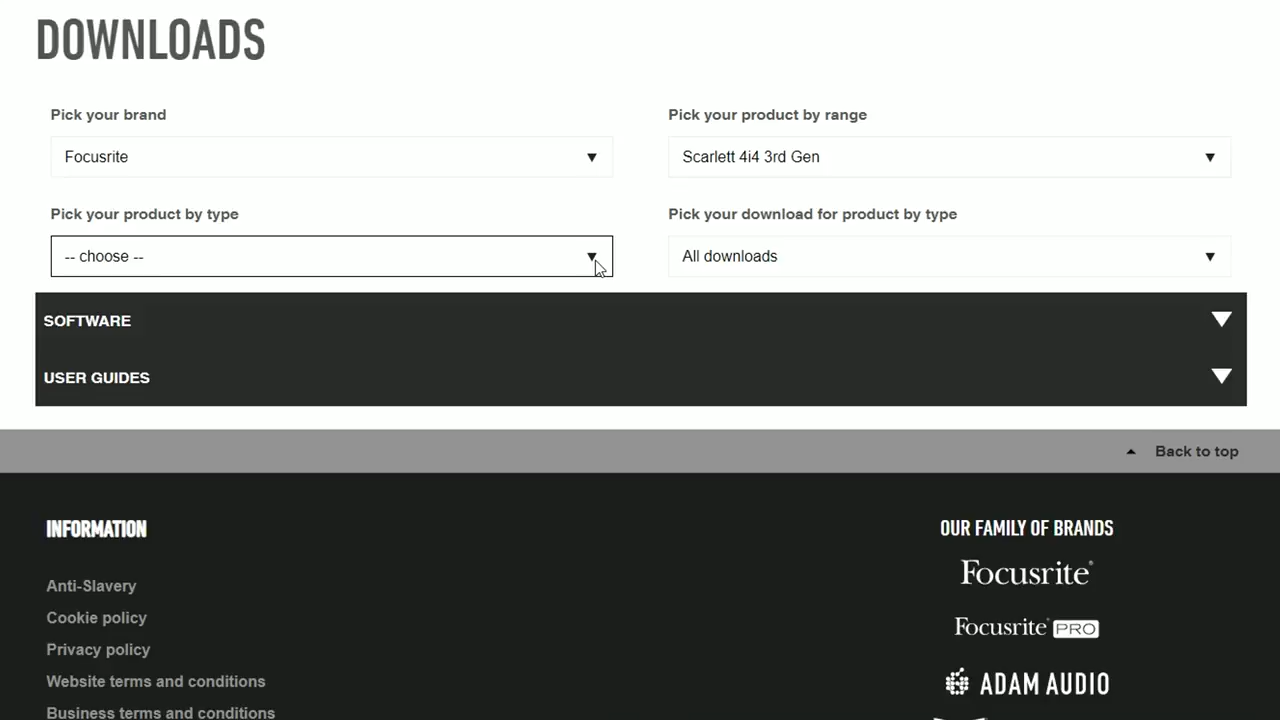 DOWNLOADS
Pick your brand
Focusrite
Pick your product by range
Scarlett 4i4 3rd Gen
Pick your product by type
-- choose --
Pick your download for product by type
All downloads
SOFTWARE
USER GUIDES
Back to top
INFORMATION
Anti-Slavery
Cookie policy
Privacy policy
Website terms and conditions
Business terms and conditions
OUR FAMILY OF BRANDS
Focusrite®
Focusrite® PRO
ADAM AUDIO